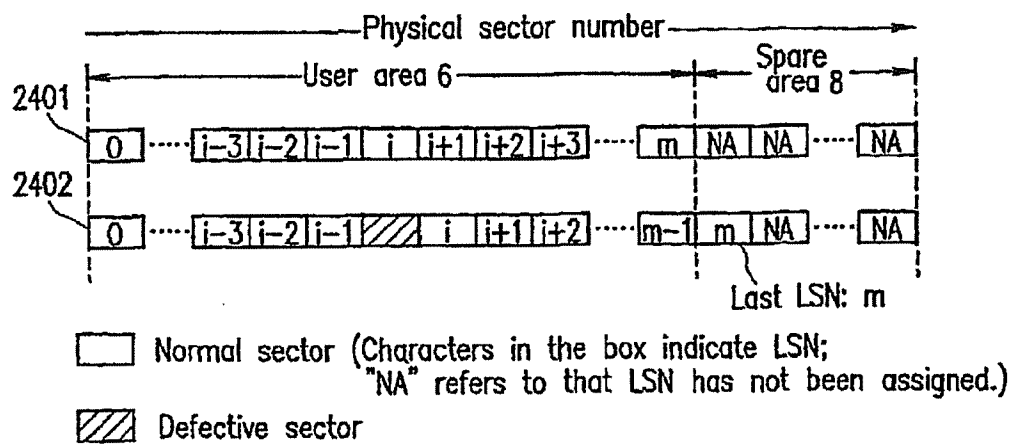 Physical sector number
User area 6 Spare area 8
2401
0 ····· i-3 i-2 i-1 i i+1 i+2 i+3 ····· m NA NA ····· NA
2402
0 ····· i-3 i-2 i-1 i i+1 i+2 ····· m-1 m NA ····· NA
Last LSN: m
Normal sector (Characters in the box indicate LSN;
"NA" refers to that LSN has not been assigned.)
Defective sector